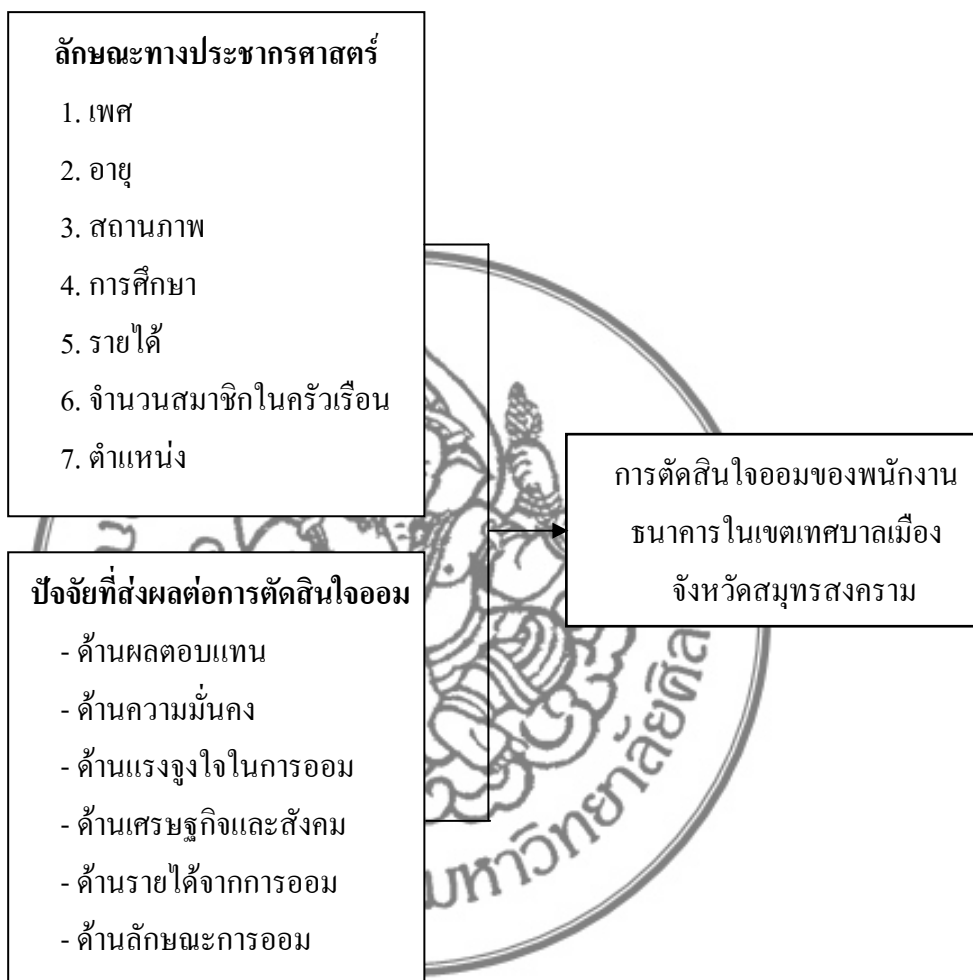 ลักษณะทางประชากรศาสตร์
1. เพศ
2. อายุ
3. สถานภาพ
4. การศึกษา
5. รายได้
6. จำนวนสมาชิกในครัวเรือน
7. ตำแหน่ง
ปัจจัยที่ส่งผลต่อการตัดสินใจออม
- ด้านผลตอบแทน
- ด้านความมั่นคง
- ด้านแรงจูงใจในการออม
- ด้านเศรษฐกิจและสังคม
- ด้านรายได้จากการออม
- ด้านลักษณะการออม
การตัดสินใจออมของพนักงาน
ธนาคารในเขตเทศบาลเมือง
จังหวัดสมุทรสงคราม
มหาวิทยาลัยศิล